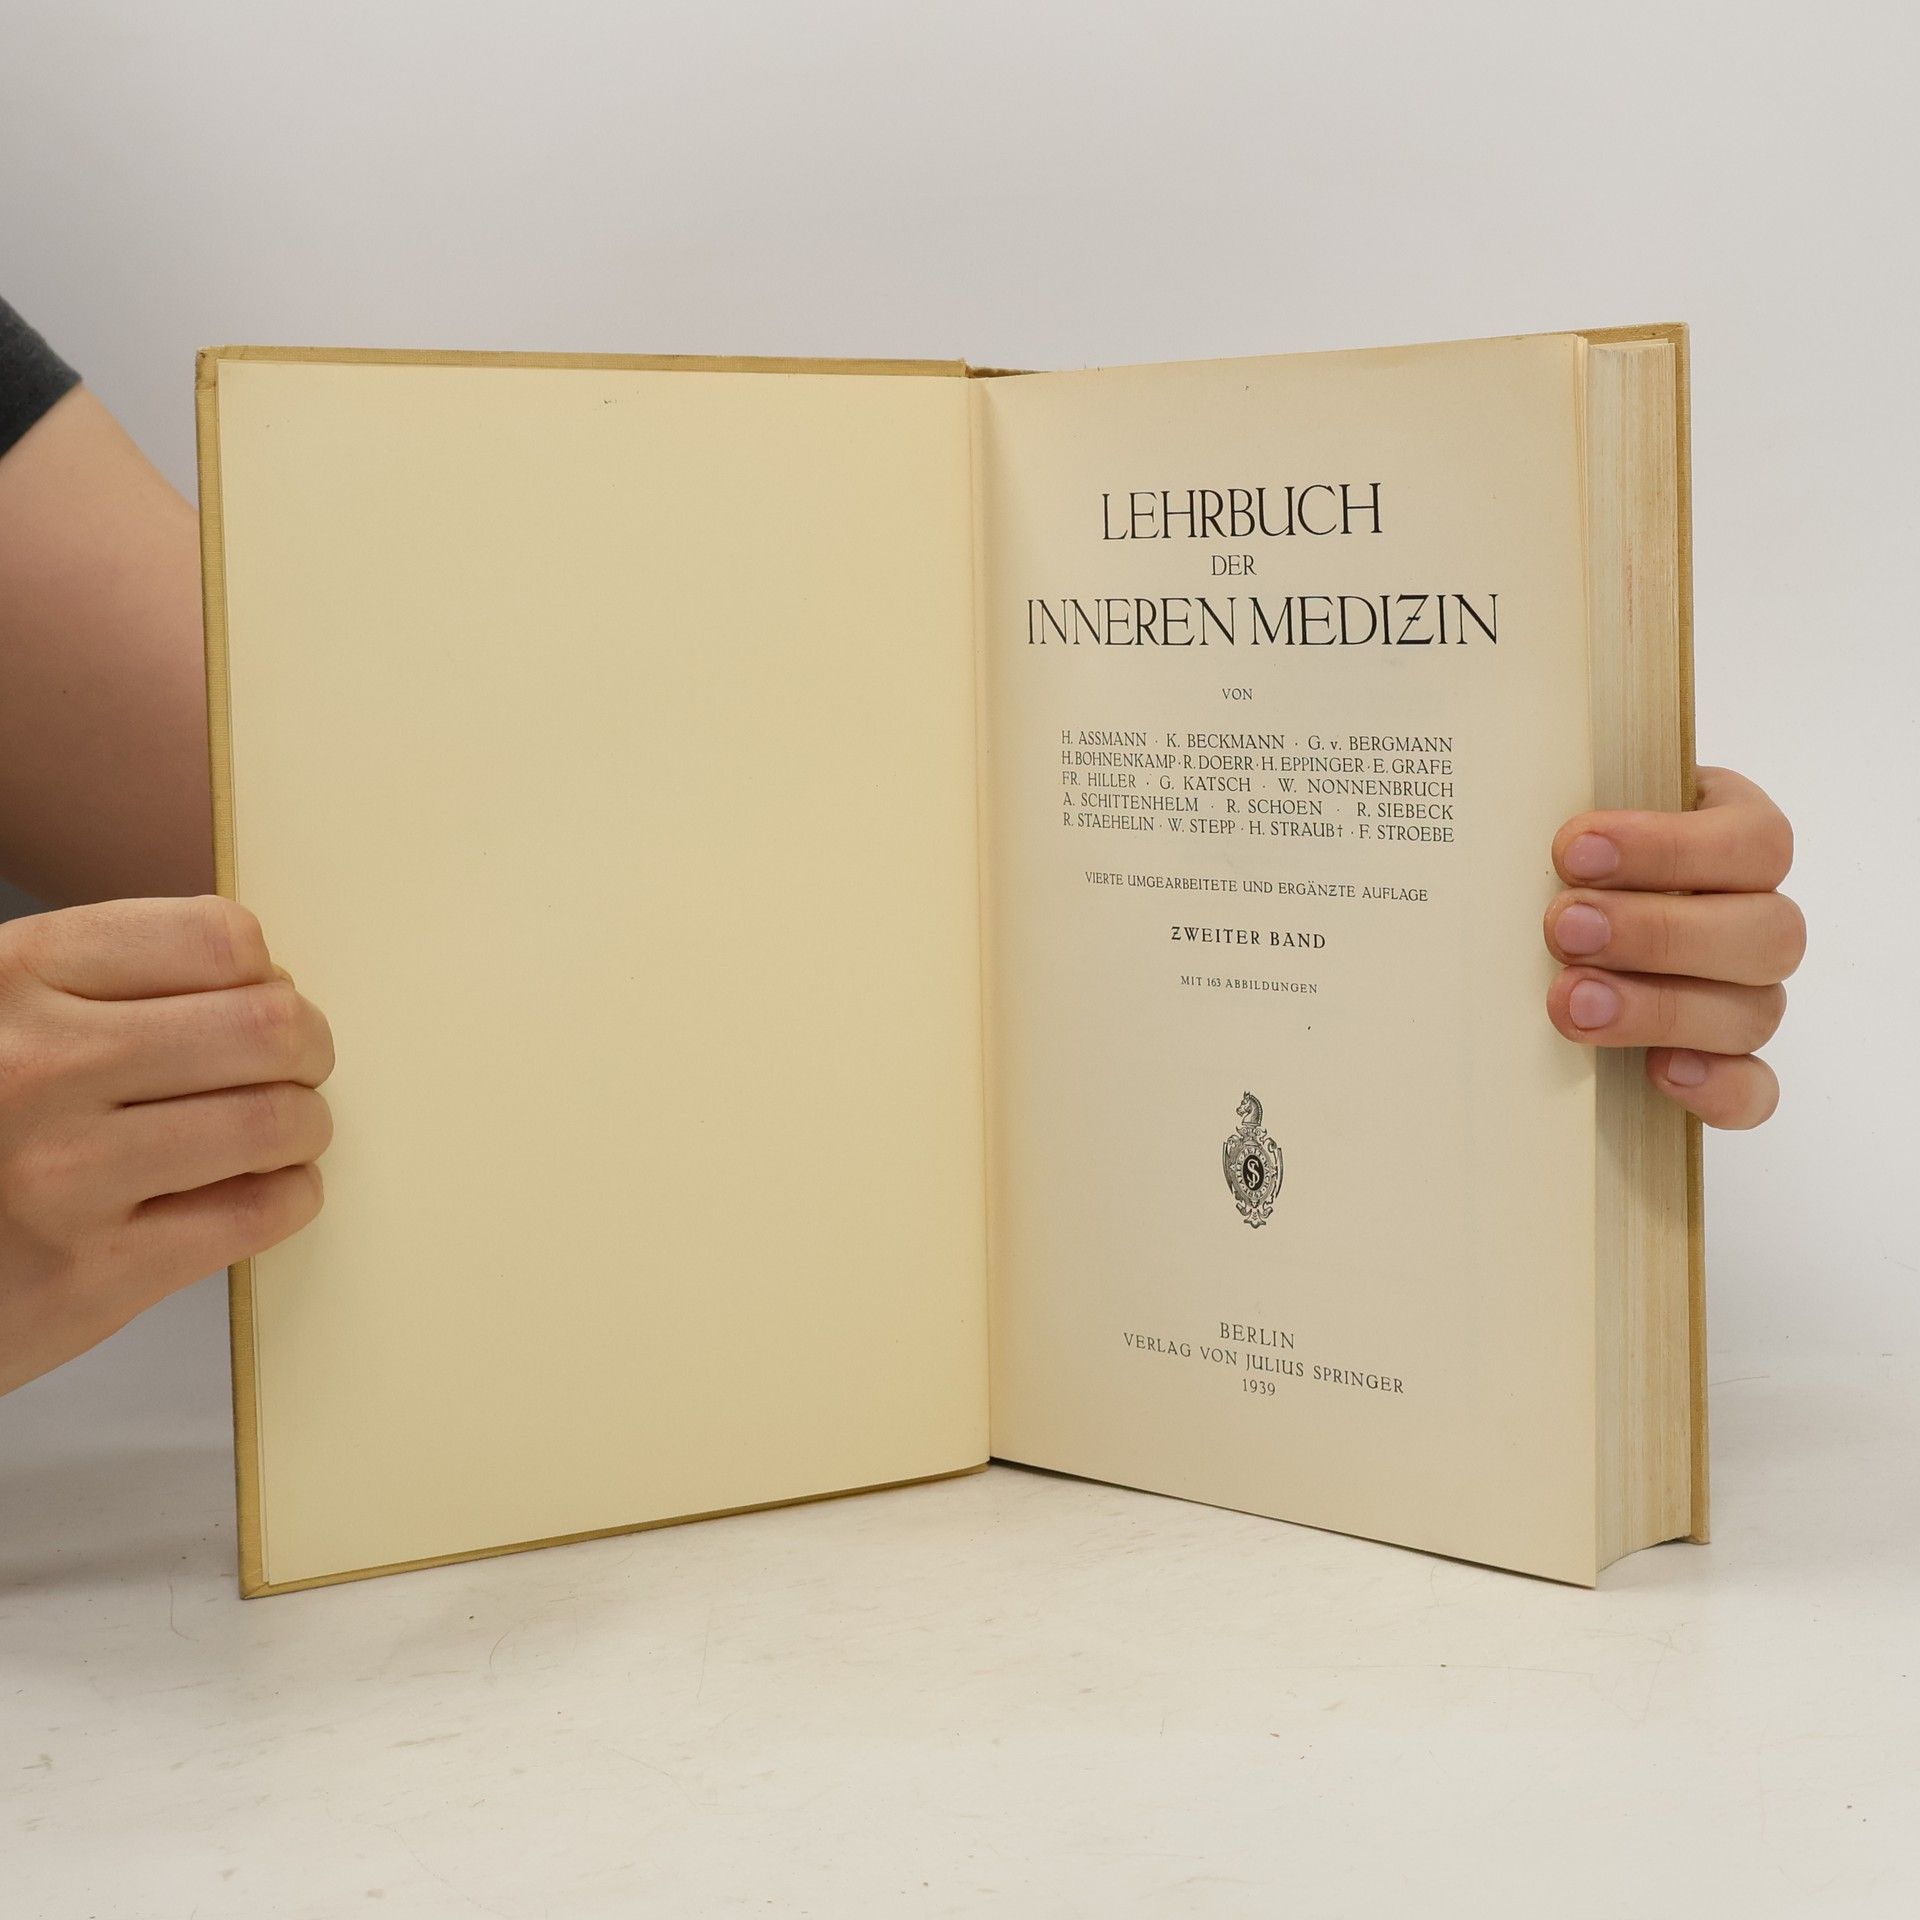 LEHRBUCH
DER
INNEREN MEDIZIN
VON
H. ASSMANN · K. BECKMANN · G. v. BERGMANN
H. BOHNENKAMP · R. DOERR · H. EPPINGER · E. GRAFE
FR. HILLER · G. KATSCH · W. NONNENBRUCH
A. SCHITTENHELM · R. SCHOEN · R. SIEBECK
R. STAEHELIN · W. STEPP · H. STRAUB† · F. STROEBE
VIERTE UMGEARBEITETE UND ERGÄNZTE AUFLAGE
ZWEITER BAND
MIT 163 ABBILDUNGEN
BERLIN
VERLAG VON JULIUS SPRINGER
1939